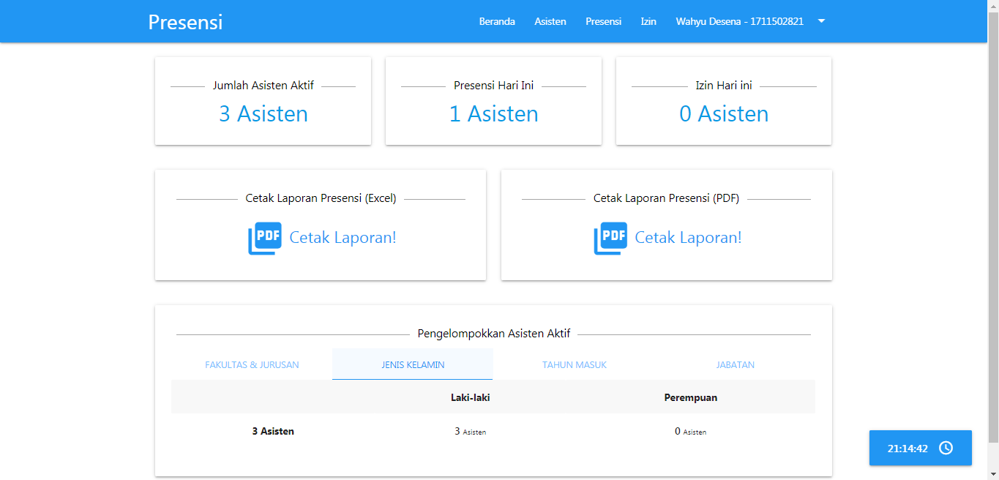 Presensi
Beranda Asisten Presensi Izin Wahyu Desena - 1711502821
Jumlah Asisten Aktif
3 Asisten
Presensi Hari Ini
1 Asisten
Izin Hari ini
0 Asisten
Cetak Laporan Presensi (Excel)
PDF Cetak Laporan!
Cetak Laporan Presensi (PDF)
PDF Cetak Laporan!
Pengelompokkan Asisten Aktif
FAKULTAS & JURUSAN JENIS KELAMIN TAHUN MASUK JABATAN
Laki-laki Perempuan
3 Asisten 3 Asisten 0 Asisten
21:14:42